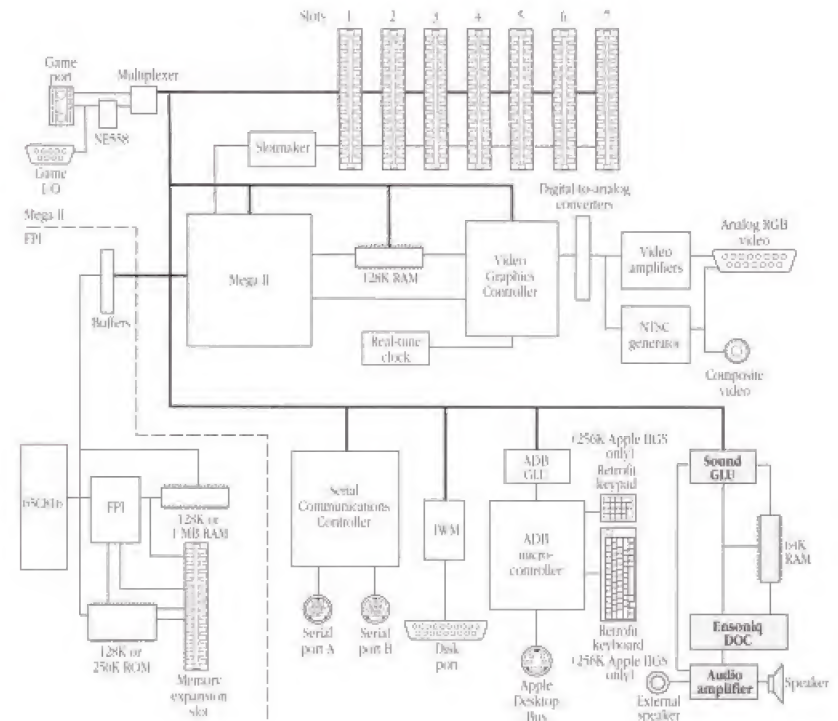 Slots 1 2 3 4 5 6 7
Game
port
Multiplexer
NE558
Game
I/O
Slotmaker
Mega II
FPI
Buffers
Mega II
128K RAM
Video
Graphics
Controller
Digital-to-analog
converters
Video
amplifiers
Analog RGB
video
NTSC
generator
Composite
video
Real-time
clock
65C816
FPI
128K or
1 MB RAM
128K or
256K ROM
Memory
expansion
slot
Serial
Communications
Controller
Serial
port A
Serial
port B
IWM
Disk
port
ADB
GLU
ADB
micro-
controller
Apple
Desktop
Bus
(256K Apple IIGS
only)
Retrofit
keypad
Retrofit
keyboard
(256K Apple IIGS
only)
Sound
GLU
64K
RAM
Ensoniq
DOC
Audio
amplifier
Speaker
External
speaker